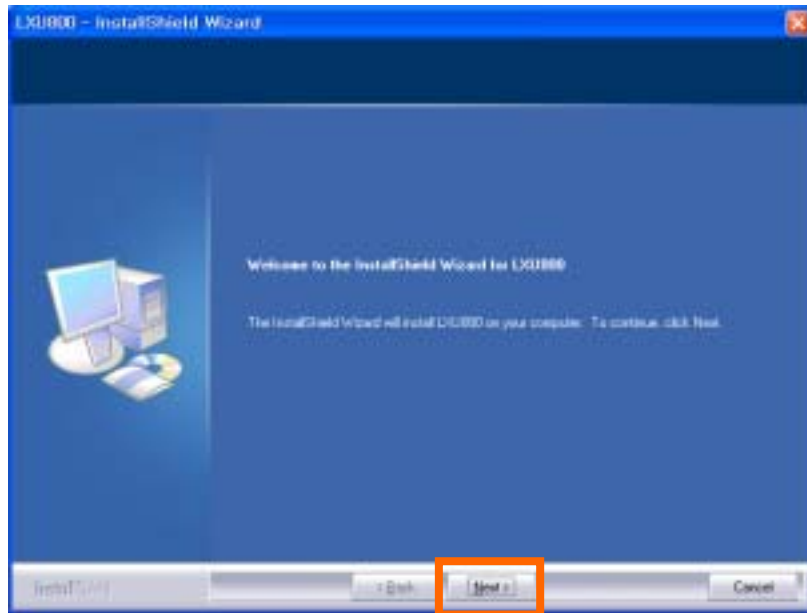 LXU800 - InstallShield Wizard
Welcome to the InstallShield Wizard for LXU800
The InstallShield Wizard will install LXU800 on your computer. To continue, click Next.
InstallShield
< Back
Next >
Cancel